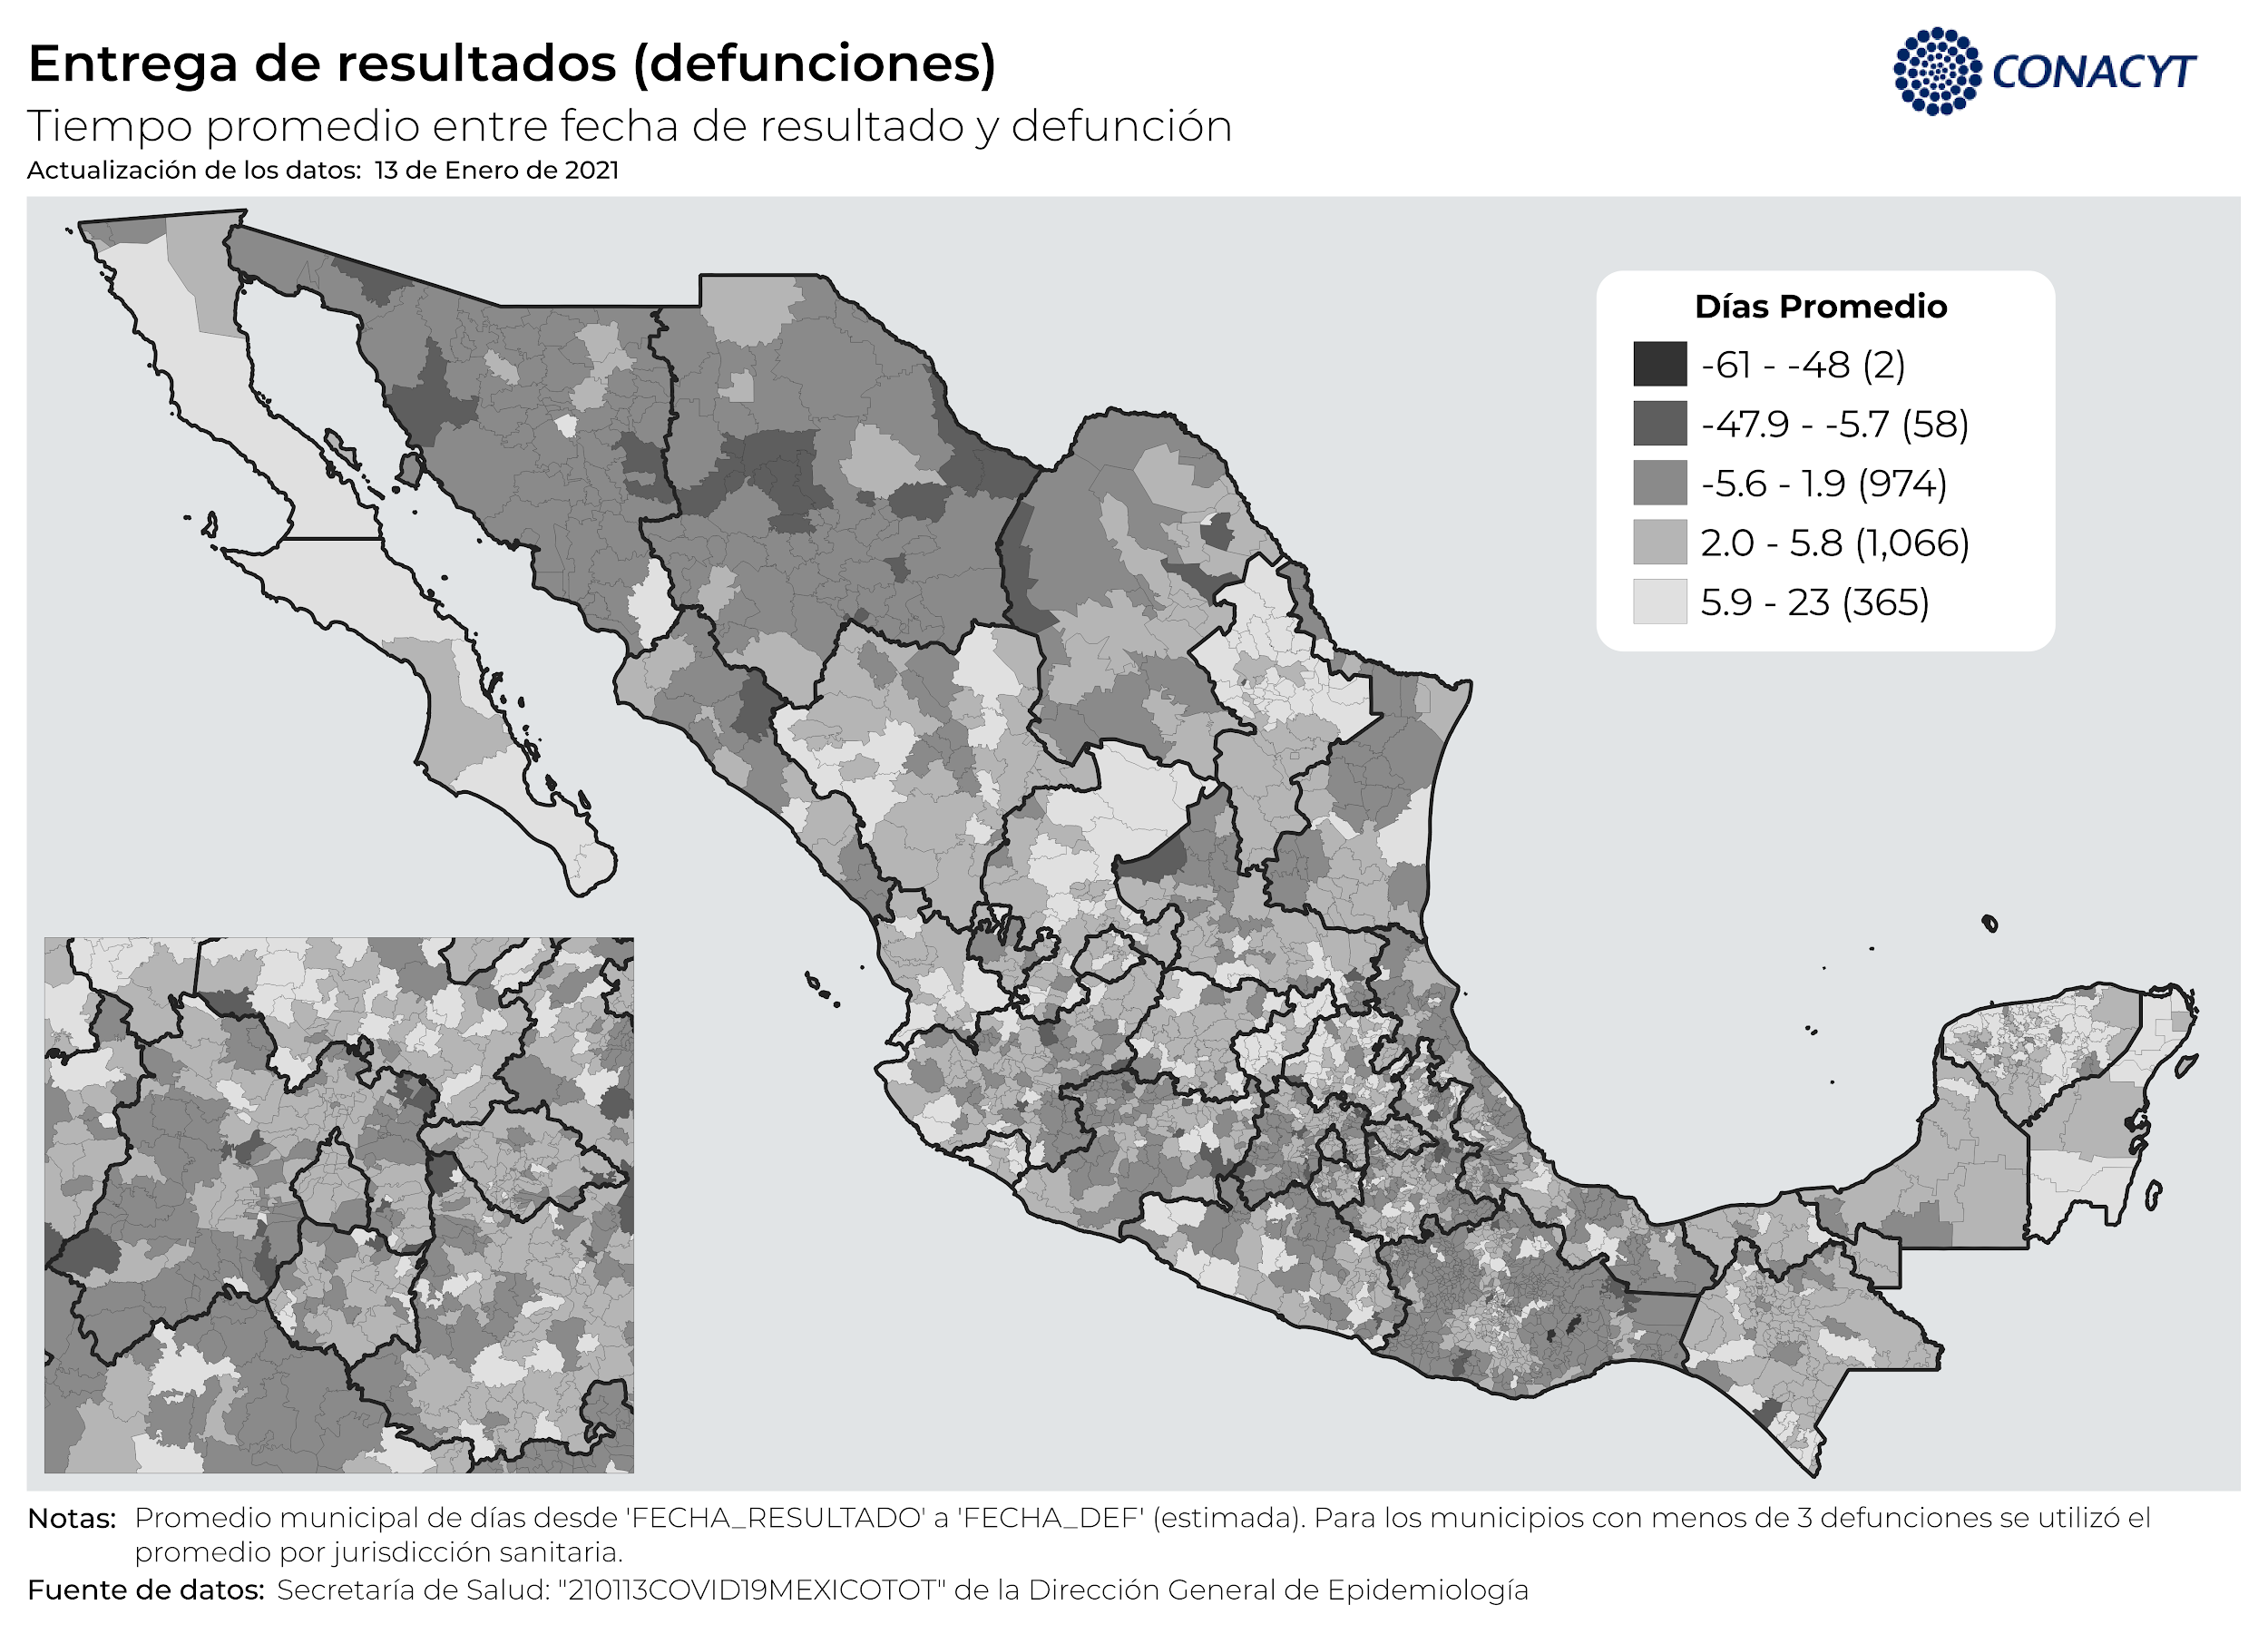 Entrega de resultados (defunciones)
CONACYT
Tiempo promedio entre fecha de resultado y defunción
Actualización de los datos: 13 de Enero de 2021
Días Promedio
-61 - -48 (2)
-47.9 - -5.7 (58)
-5.6 - 1.9 (974)
2.0 - 5.8 (1,066)
5.9 - 23 (365)
Notas: Promedio municipal de días desde 'FECHA_RESULTADO' a 'FECHA_DEF' (estimada). Para los municipios con menos de 3 defunciones se utilizó el
promedio por jurisdicción sanitaria.
Fuente de datos: Secretaría de Salud: "210113COVID19MEXICOTOT" de la Dirección General de Epidemiología